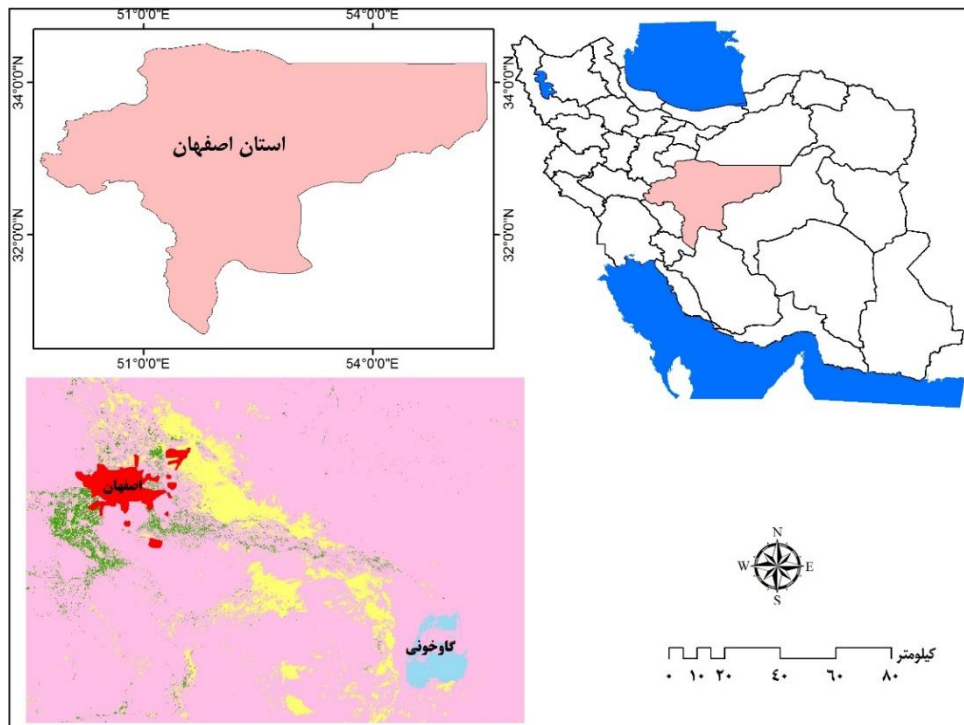 51°0'0"E 54°0'0"E
34°0'0"N
34°0'0"N
استان اصفهان
32°0'0"N
32°0'0"N
51°0'0"E 54°0'0"E
اصفهان
گاوخونی
N
W E
S
کیلومتر
۰ ۱۰ ۲۰ ۴۰ ۶۰ ۸۰